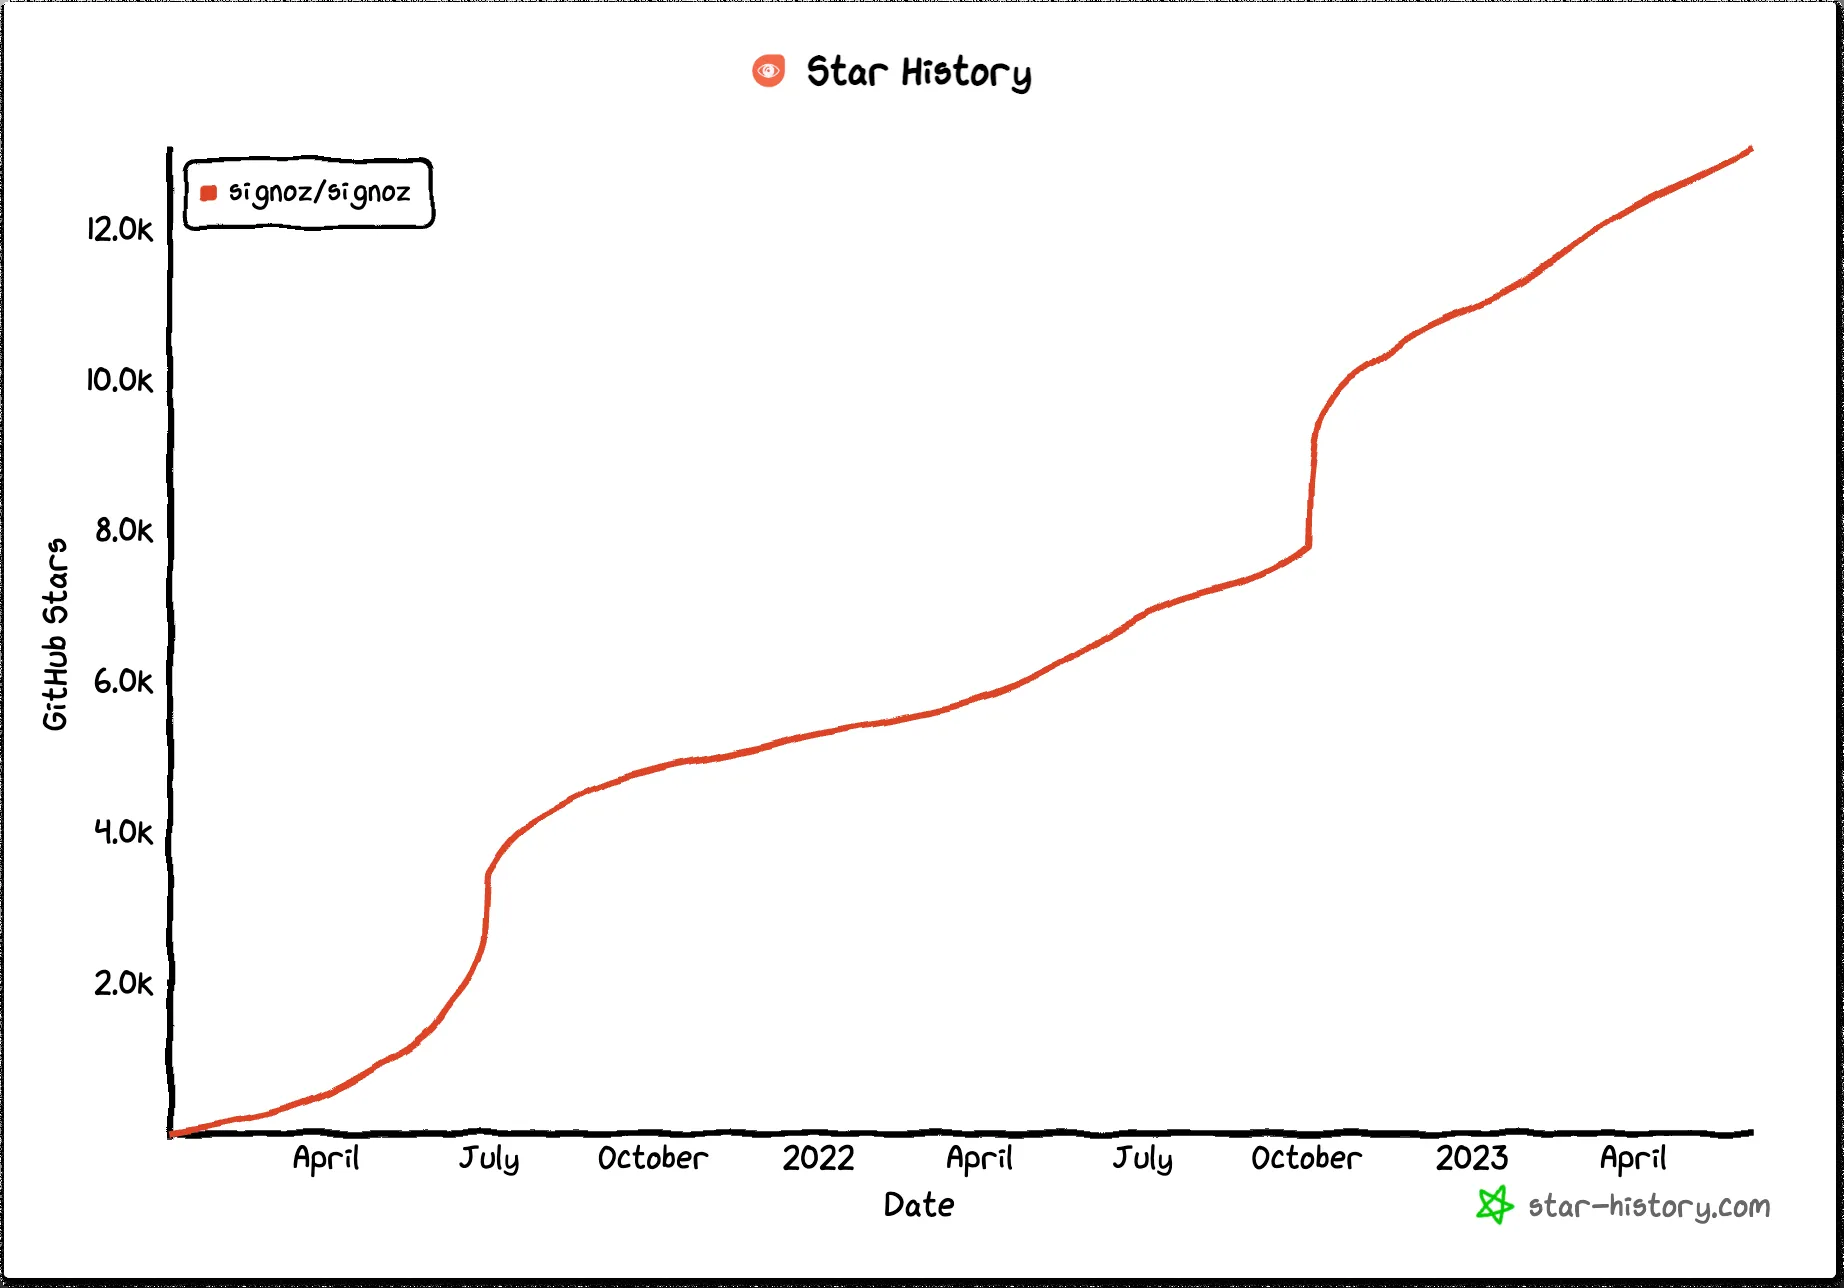 Star History
signoz/signoz
12.0k
10.0k
8.0k
6.0k
4.0k
2.0k
GitHub Stars
April July October 2022 April July October 2023 April
Date
star-history.com